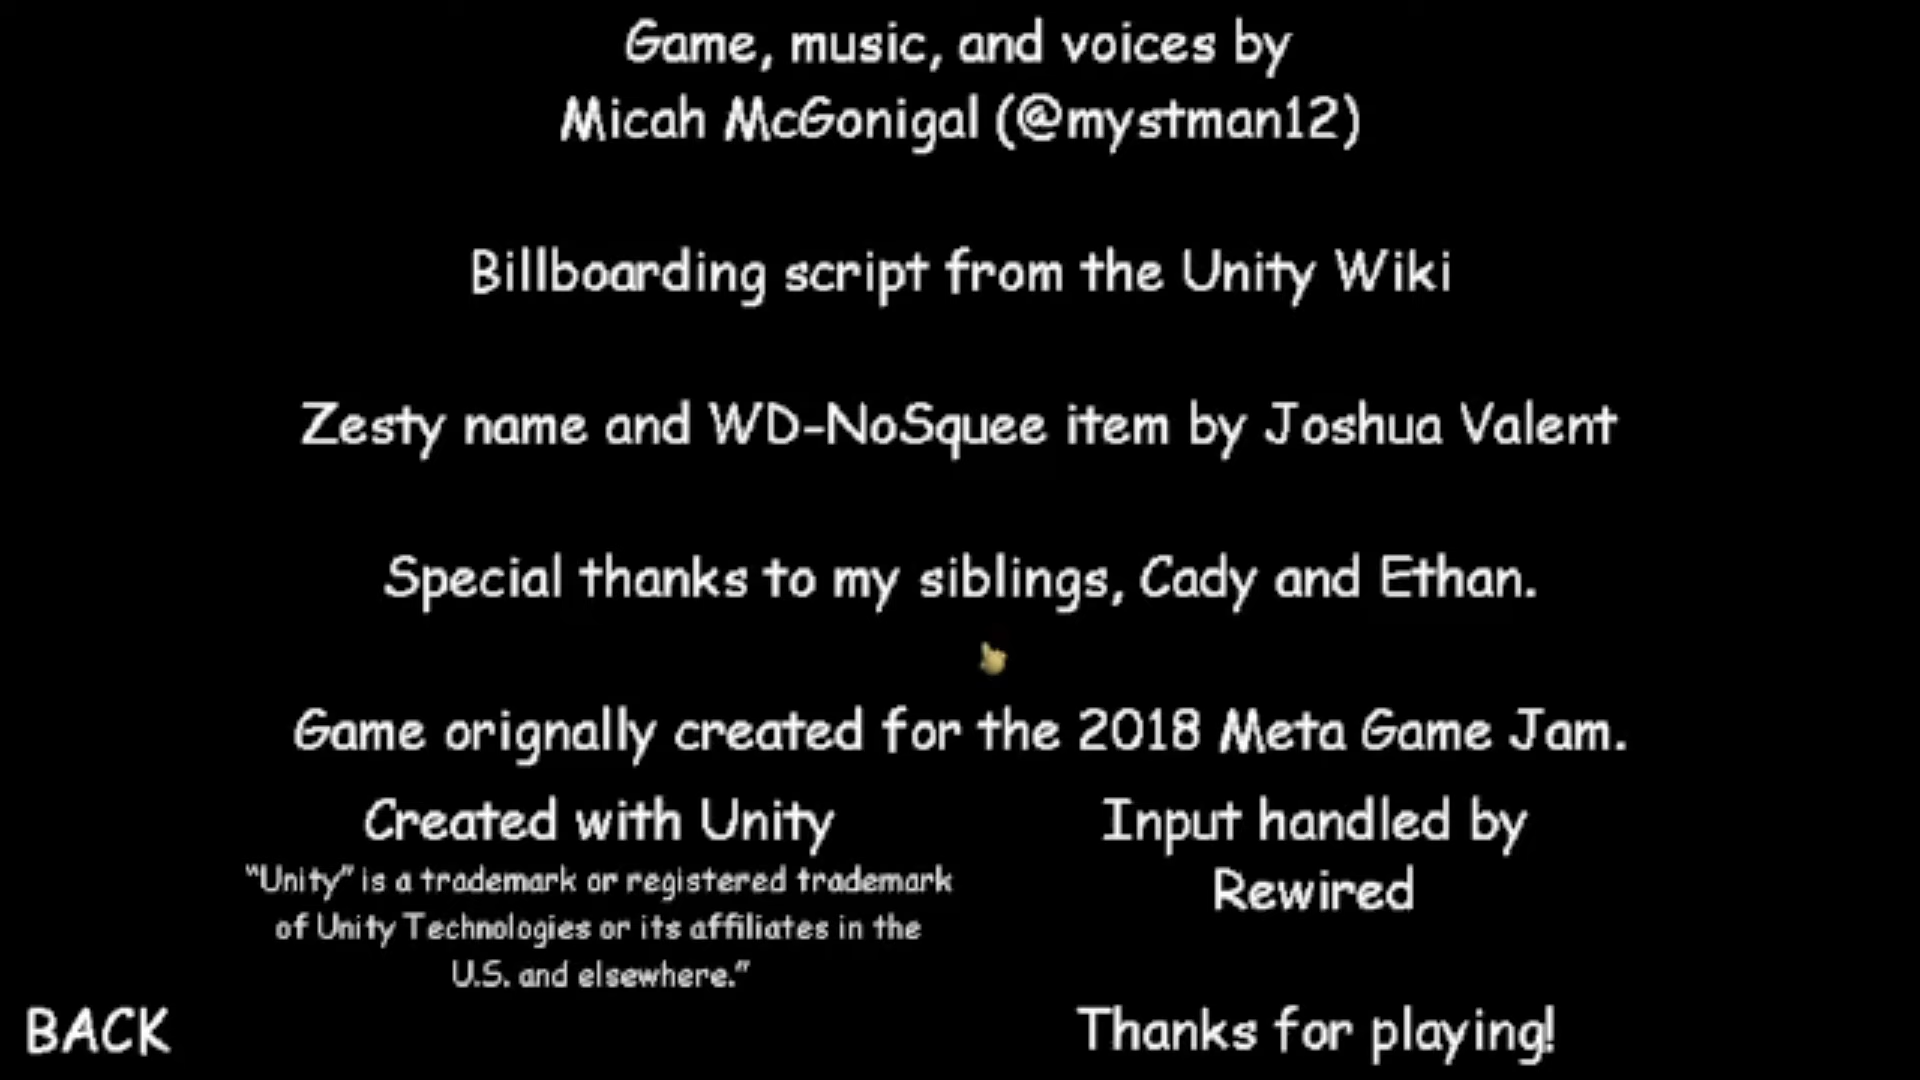 Game, music, and voices by
Micah McGonigal (@mystman12)
Billboarding script from the Unity Wiki
Zesty name and WD-NoSquee item by Joshua Valent
Special thanks to my siblings, Cady and Ethan.
Game orignally created for the 2018 Meta Game Jam.
Created with Unity
“Unity” is a trademark or registered trademark
of Unity Technologies or its affiliates in the
U.S. and elsewhere.”
Input handled by
Rewired
BACK
Thanks for playing!